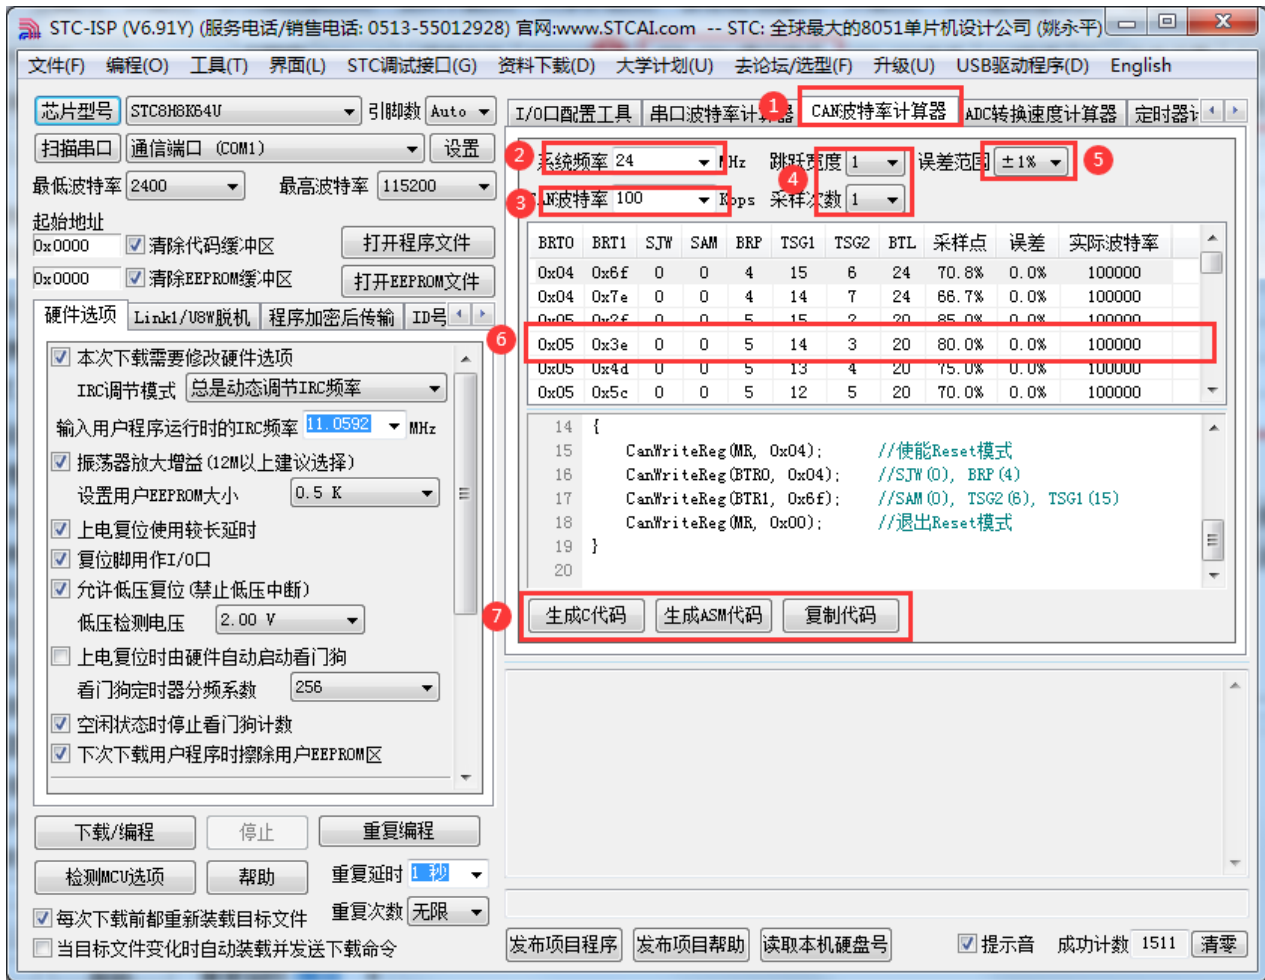 STC-ISP (V6.91Y) (服务电话/销售电话: 0513-55012928) 官网:www.STCAI.com -- STC: 全球最大的8051单片机设计公司 (姚永平)
文件(F) 编程(O) 工具(T) 界面(L) STC调试接口(G) 资料下载(D) 大学计划(U) 去论坛/选型(F) 升级(U) USB驱动程序(D) English
芯片型号 STC8H8K64U 引脚数 Auto
扫描串口 通信端口 (COM1) 设置
最低波特率 2400 最高波特率 115200
起始地址
0x0000 清除代码缓冲区 打开程序文件
0x0000 清除EEPROM缓冲区 打开EEPROM文件
硬件选项 Link1/U8W脱机 程序加密后传输 ID号
本次下载需要修改硬件选项
IRC调节模式 总是动态调节IRC频率
输入用户程序运行时的IRC频率 11.0592 MHz
振荡器放大增益(12M以上建议选择)
设置用户EEPROM大小 0.5 K
上电复位使用较长延时
复位脚用作I/O口
允许低压复位(禁止低压中断)
低压检测电压 2.00 V
上电复位时由硬件自动启动看门狗
看门狗定时器分频系数 256
空闲状态时停止看门狗计数
下次下载用户程序时擦除用户EEPROM区
下载/编程 停止 重复编程
检测MCU选项 帮助 重复延时 1 秒
每次下载前都重新装载目标文件 重复次数 无限
当目标文件变化时自动装载并发送下载命令
I/O口配置工具 串口波特率计算器 1 CAN波特率计算器 ADC转换速度计算器 定时器
2 系统频率 24 MHz 跳跃宽度 1 误差范围 ±1% 5
3 CAN波特率 100 Kbps 4 采样次数 1
BRT0 BRT1 SJW SAM BRP TSG1 TSG2 BTL 采样点 误差 实际波特率
0x04 0x6f 0 0 4 15 6 24 70.8% 0.0% 100000
0x04 0x7e 0 0 4 14 7 24 66.7% 0.0% 100000
0x05 0x2f 0 0 5 15 2 20 85.0% 0.0% 100000
6 0x05 0x3e 0 0 5 14 3 20 80.0% 0.0% 100000
0x05 0x4d 0 0 5 13 4 20 75.0% 0.0% 100000
0x05 0x5c 0 0 5 12 5 20 70.0% 0.0% 100000
14 {
15 CanWriteReg(MR, 0x04); //使能Reset模式
16 CanWriteReg(BTR0, 0x04); //SJW(0), BRP(4)
17 CanWriteReg(BTR1, 0x6f); //SAM(0), TSG2(6), TSG1(15)
18 CanWriteReg(MR, 0x00); //退出Reset模式
19 }
20
7 生成C代码 生成ASM代码 复制代码
发布项目程序 发布项目帮助 读取本机硬盘号 提示音 成功计数 1511 清零